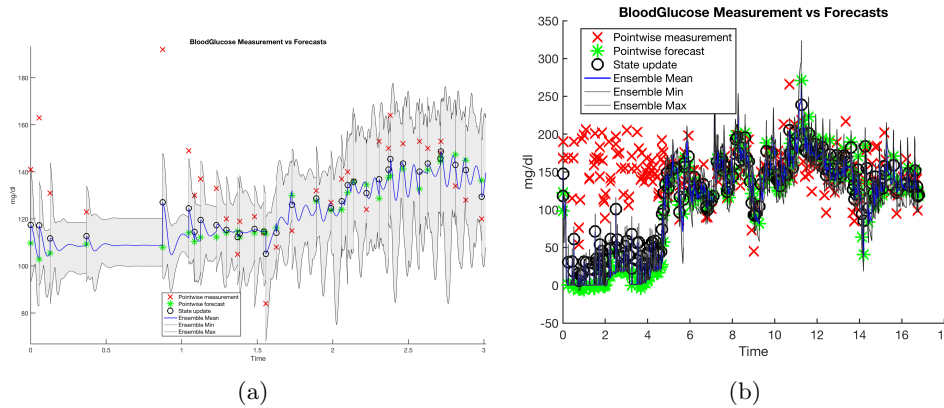 BloodGlucose Measurement vs Forecasts
mg/dl
180
160
140
120
100
80
0
0.5
1
1.5
2
2.5
3
Time
Pointwise measurement
Pointwise forecast
State update
Ensemble Mean
Ensemble Min
Ensemble Max
(a)
BloodGlucose Measurement vs Forecasts
mg/dl
350
300
250
200
150
100
50
0
-50
0
2
4
6
8
10
12
14
16
Time
Pointwise measurement
Pointwise forecast
State update
Ensemble Mean
Ensemble Min
Ensemble Max
(b)